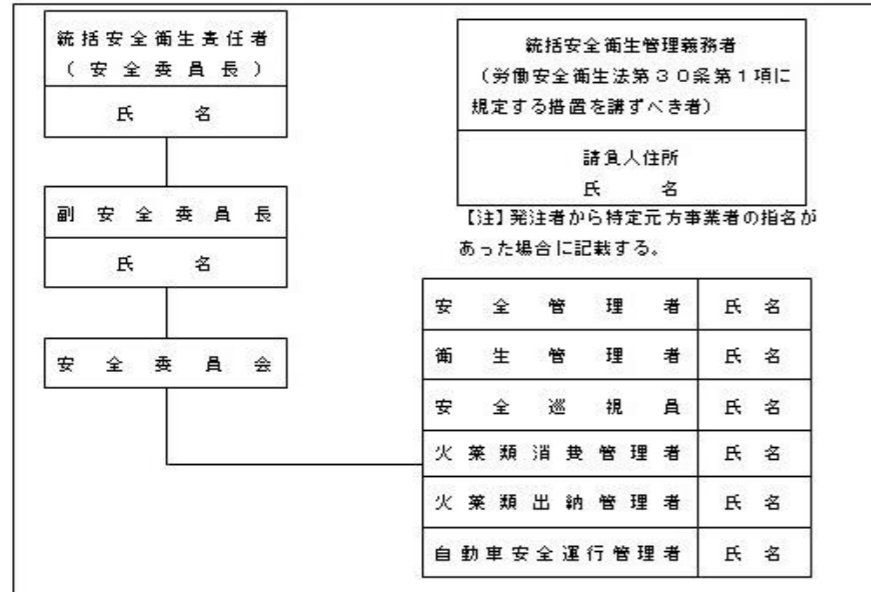 統括安全衛生責任者
（安全委員長）
氏名
副安全委員長
氏名
安全委員会
統括安全衛生管理義務者
（労働安全衛生法第３０条第１項に
規定する措置を講ずべき者）
請負人住所
氏名
【注】発注者から特定元方事業者の指名が
あった場合に記載する。
安全管理者 氏名
衛生管理者 氏名
安全巡視員 氏名
火薬類消費管理者 氏名
火薬類出納管理者 氏名
自動車安全運行管理者 氏名